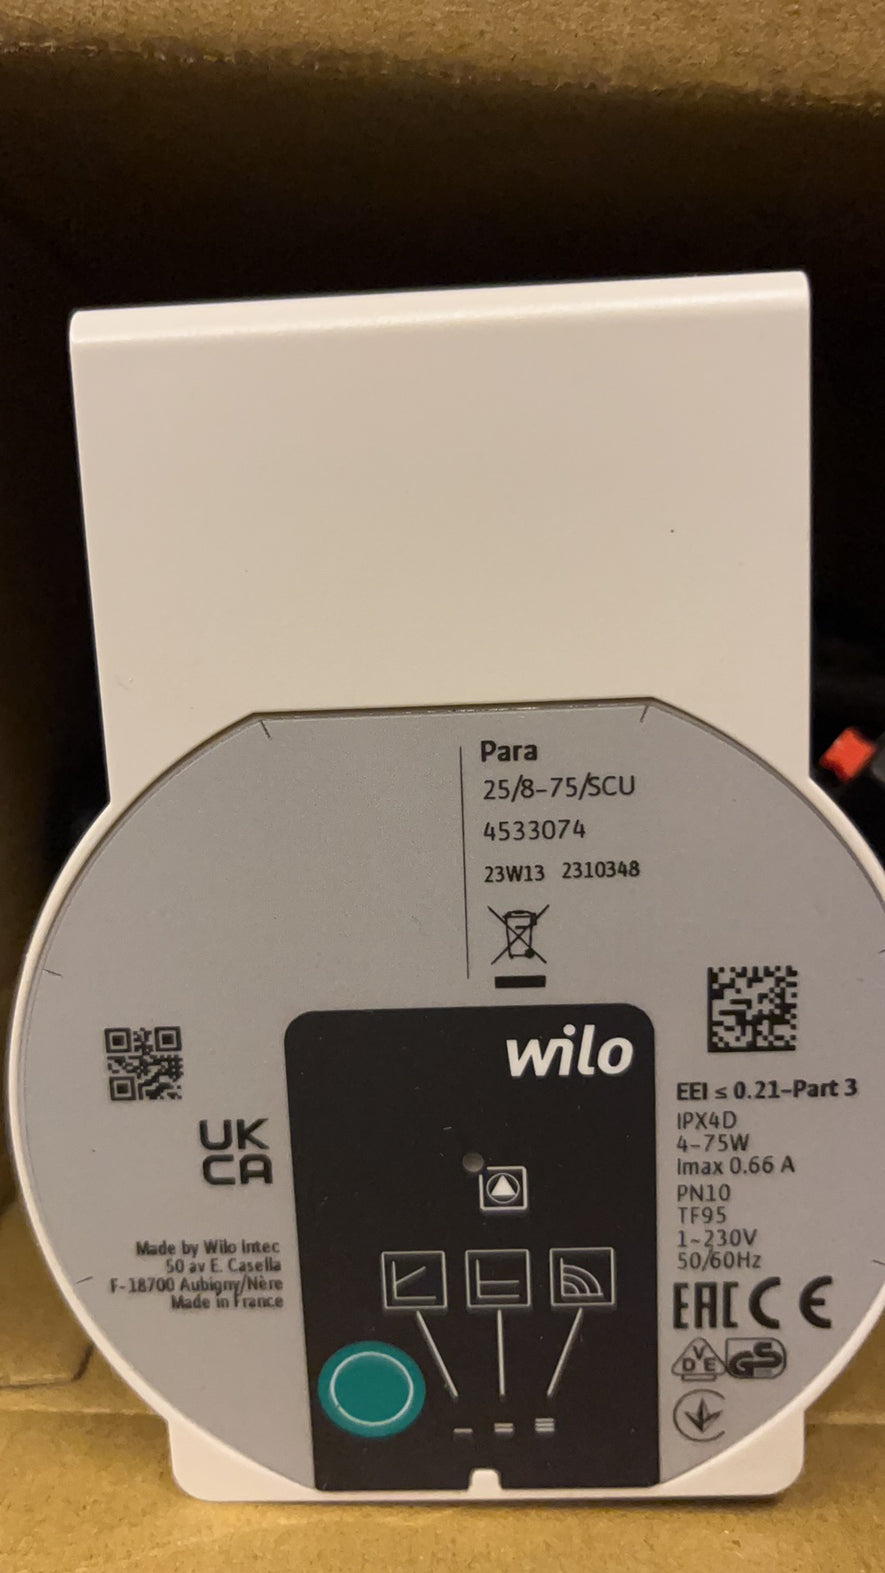 Para
25/8-75/SCU
4533074
23W13 2310348
wilo
UK
CA
Made by Wilo Intec
50 av E. Casella
F-18700 Aubigny/Nère
Made in France
EEI ≤ 0.21-Part 3
IPX4D
4-75W
Imax 0.66 A
PN10
TF95
1~230V
50/60Hz
EAC CE
DVE GS